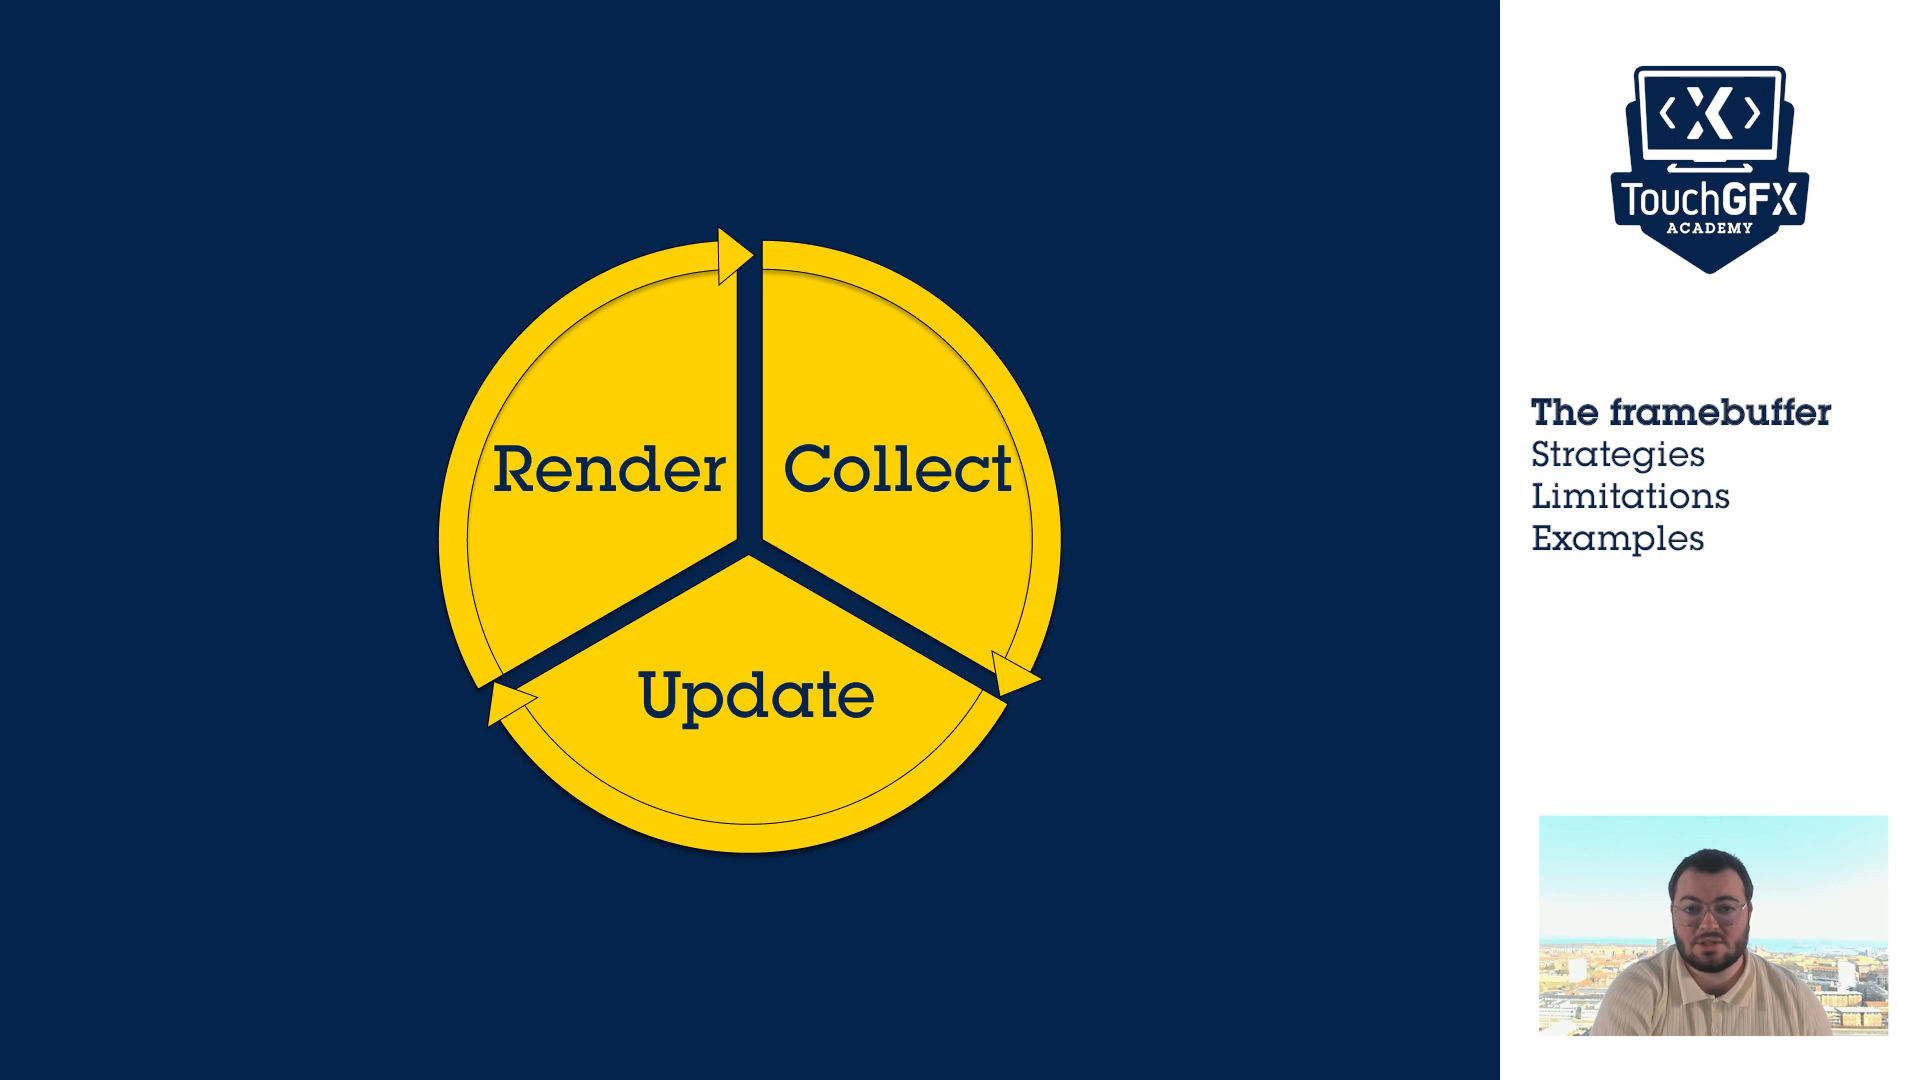 Render
Collect
Update
<X>
TouchGFX
ACADEMY
The framebuffer
Strategies
Limitations
Examples